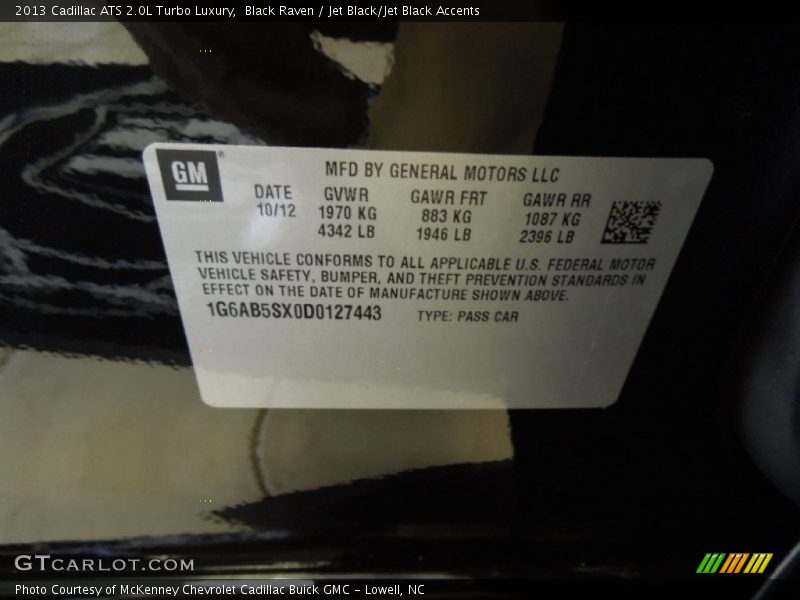 2013 Cadillac ATS 2.0L Turbo Luxury, Black Raven / Jet Black/Jet Black Accents
GM
MFD BY GENERAL MOTORS LLC
DATE GVWR GAWR FRT GAWR RR
10/12 1970 KG 883 KG 1087 KG
4342 LB 1946 LB 2396 LB
THIS VEHICLE CONFORMS TO ALL APPLICABLE U.S. FEDERAL MOTOR
VEHICLE SAFETY, BUMPER, AND THEFT PREVENTION STANDARDS IN
EFFECT ON THE DATE OF MANUFACTURE SHOWN ABOVE.
1G6AB5SX0D0127443 TYPE: PASS CAR
GTCARLOT.COM
Photo Courtesy of McKenney Chevrolet Cadillac Buick GMC - Lowell, NC